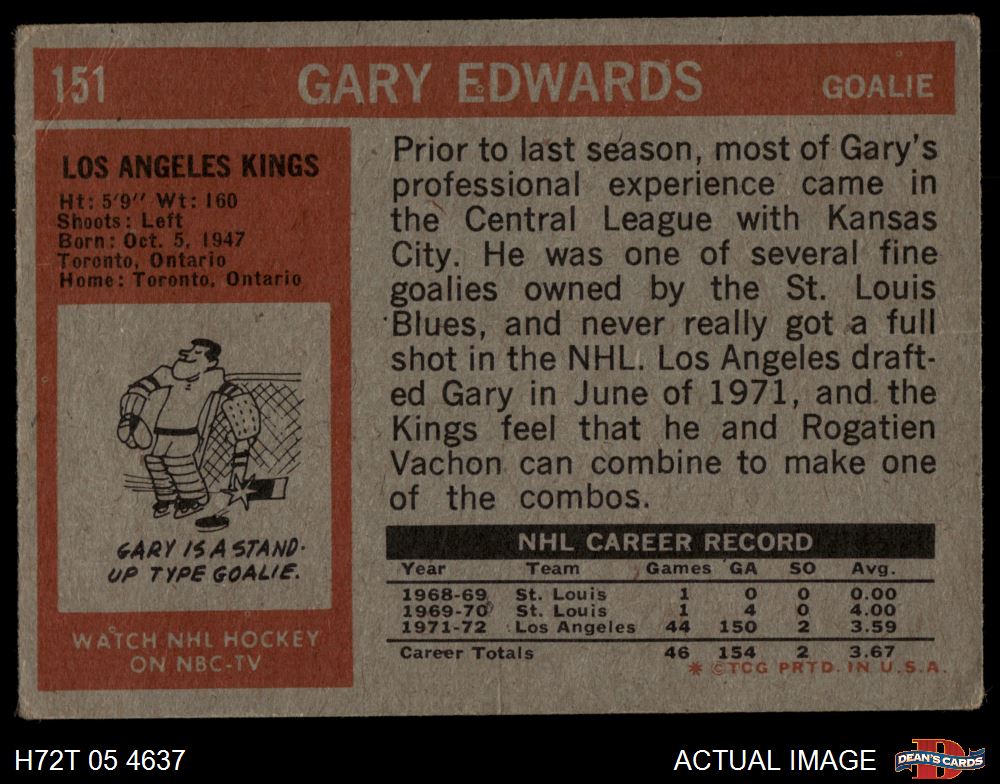 151 GARY EDWARDS GOALIE
LOS ANGELES KINGS
Ht: 5'9" Wt: 160
Shoots: Left
Born: Oct. 5, 1947
Toronto, Ontario
Home: Toronto, Ontario
GARY IS A STAND-
UP TYPE GOALIE.
WATCH NHL HOCKEY
ON NBC-TV
Prior to last season, most of Gary's
professional experience came in
the Central League with Kansas
City. He was one of several fine
goalies owned by the St. Louis
Blues, and never really got a full
shot in the NHL. Los Angeles draft-
ed Gary in June of 1971, and the
Kings feel that he and Rogatien
Vachon can combine to make one
of the combos.
NHL CAREER RECORD
Year Team Games GA SO Avg.
1968-69 St. Louis 1 0 0 0.00
1969-70 St. Louis 1 4 0 4.00
1971-72 Los Angeles 44 150 2 3.59
Career Totals 46 154 2 3.67
* ©TCG PRTD. IN U.S.A.
H72T 05 4637 ACTUAL IMAGE DEAN'S CARDS